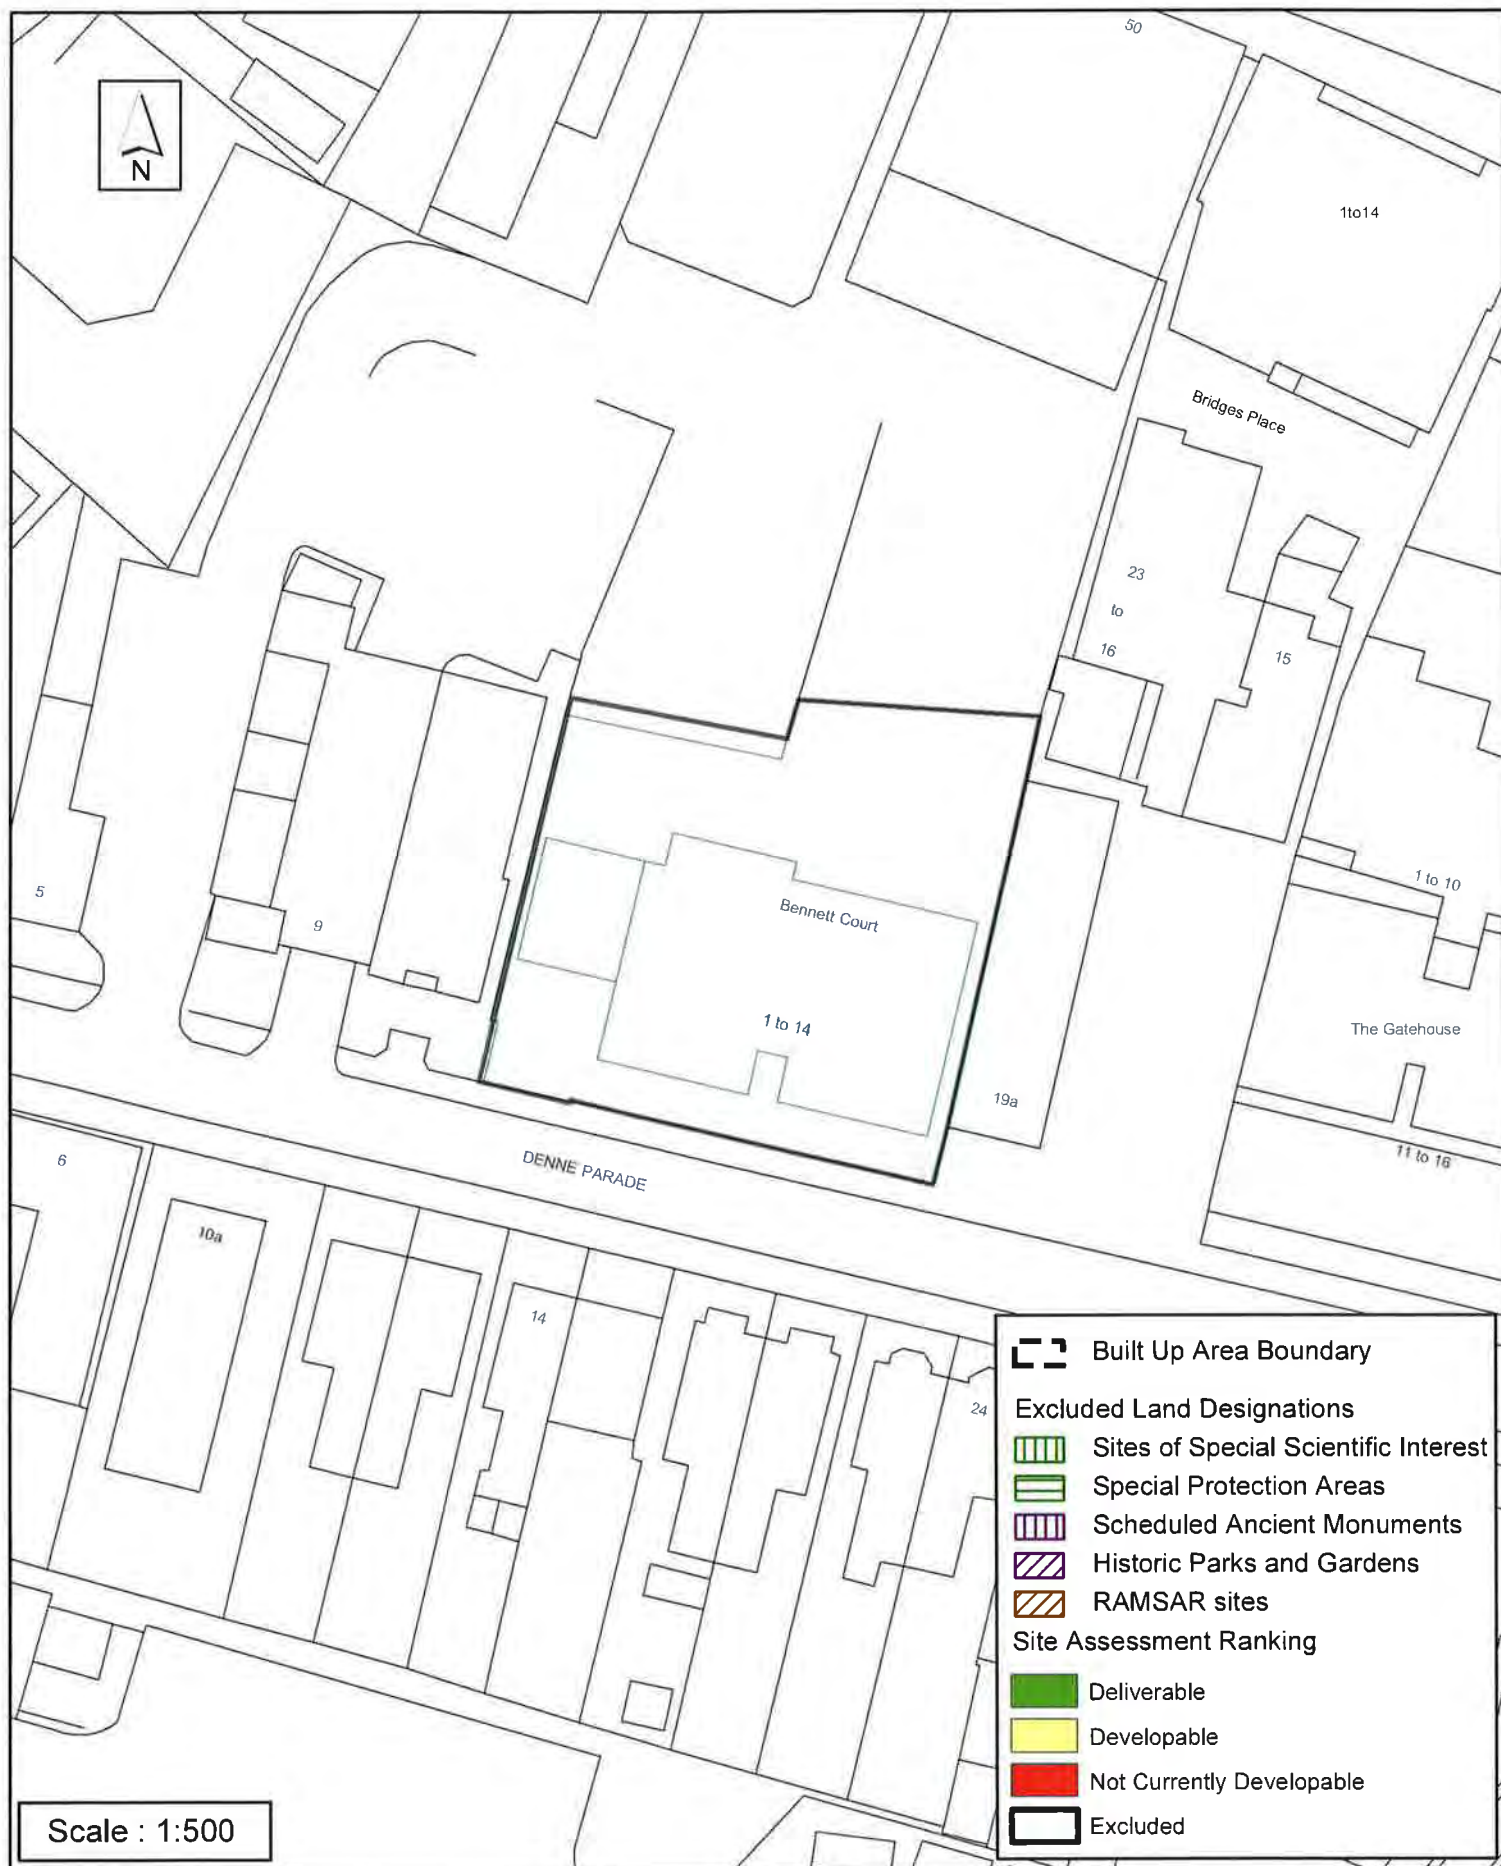 50
N
1to14
Bridges Place
23
to
16
15
5
9
Bennett Court
1 to 10
1 to 14
The Gatehouse
19a
11 to 16
6
DENNE PARADE
10a
14
24
Built Up Area Boundary
Excluded Land Designations
Sites of Special Scientific Interest
Special Protection Areas
Scheduled Ancient Monuments
Historic Parks and Gardens
RAMSAR sites
Site Assessment Ranking
Deliverable
Developable
Not Currently Developable
Excluded
Scale : 1:500